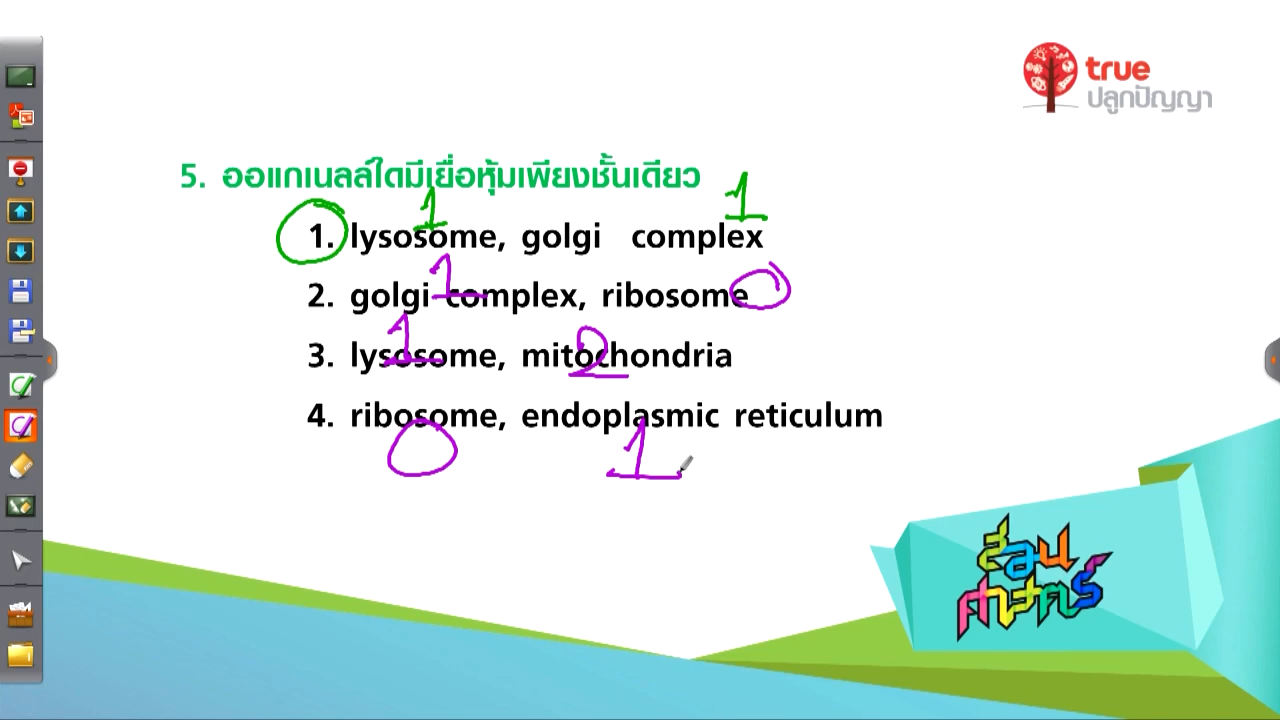 true
ปลูกปัญญา
5. ออแกเนลล์ใดมีเยื่อหุ้มเพียงชั้นเดียว
1 1
1. lysosome, golgi complex
1 0
2. golgi complex, ribosome
1 2
3. lysosome, mitochondria
4. ribosome, endoplasmic reticulum
0 1
สอน
ศาสตร์